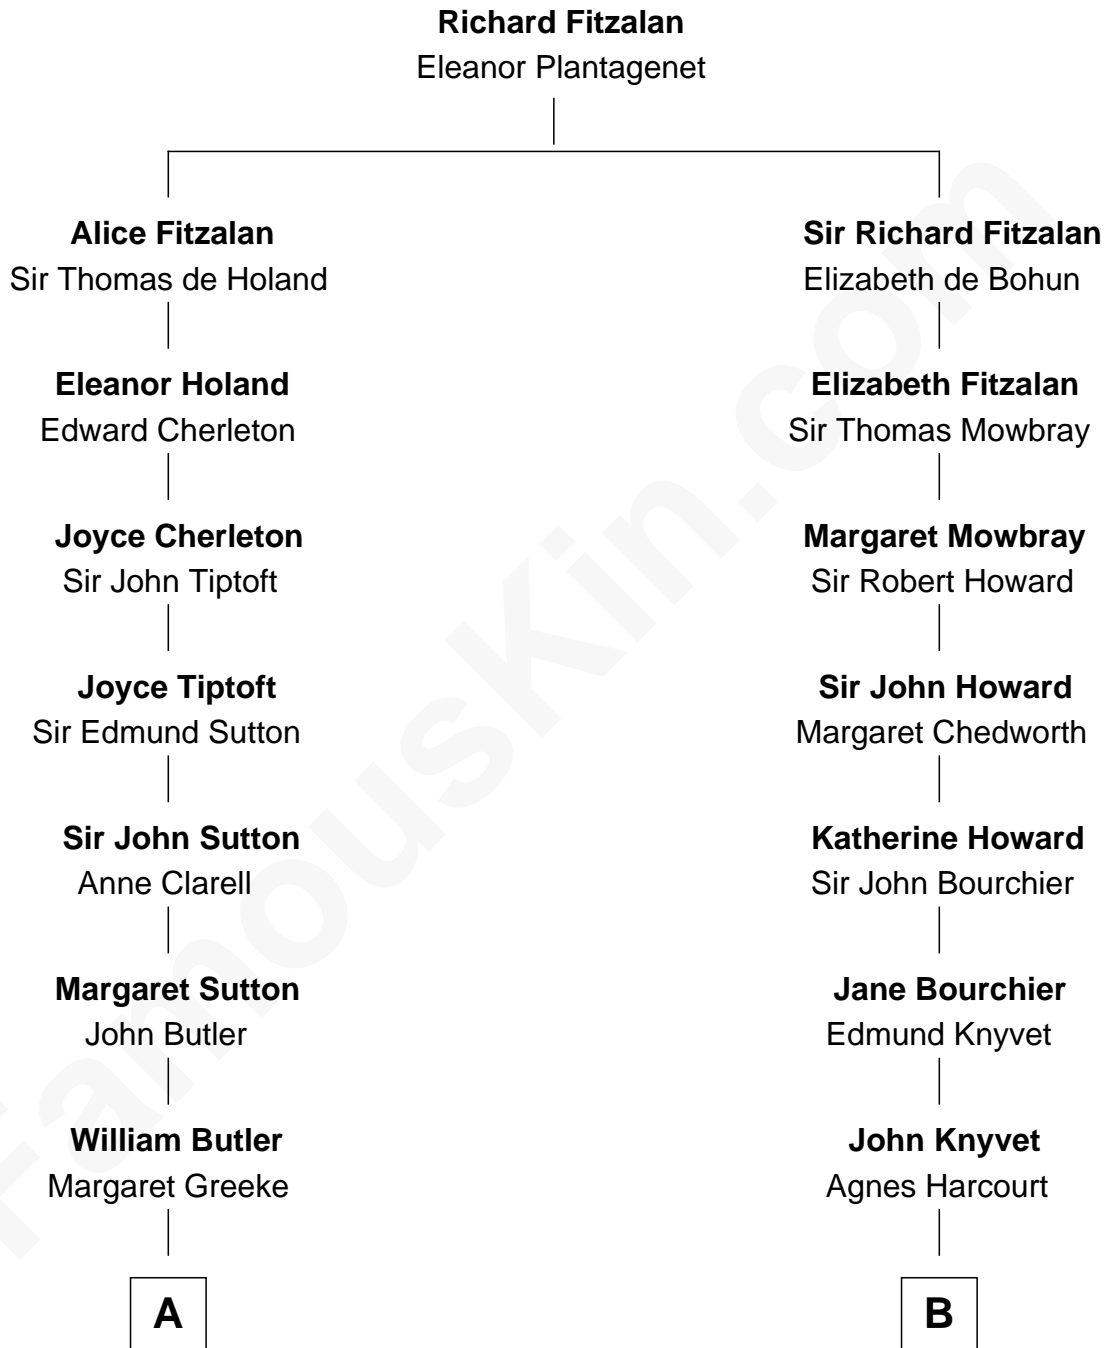 Richard Fitzalan
Eleanor Plantagenet
Alice Fitzalan
Sir Thomas de Holand
Eleanor Holand
Edward Cherleton
Joyce Cherleton
Sir John Tiptoft
Joyce Tiptoft
Sir Edmund Sutton
Sir John Sutton
Anne Clarell
Margaret Sutton
John Butler
William Butler
Margaret Greeke
A
Sir Richard Fitzalan
Elizabeth de Bohun
Elizabeth Fitzalan
Sir Thomas Mowbray
Margaret Mowbray
Sir Robert Howard
Sir John Howard
Margaret Chedworth
Katherine Howard
Sir John Bourchier
Jane Bourchier
Edmund Knyvet
John Knyvet
Agnes Harcourt
B
FamousKin.com